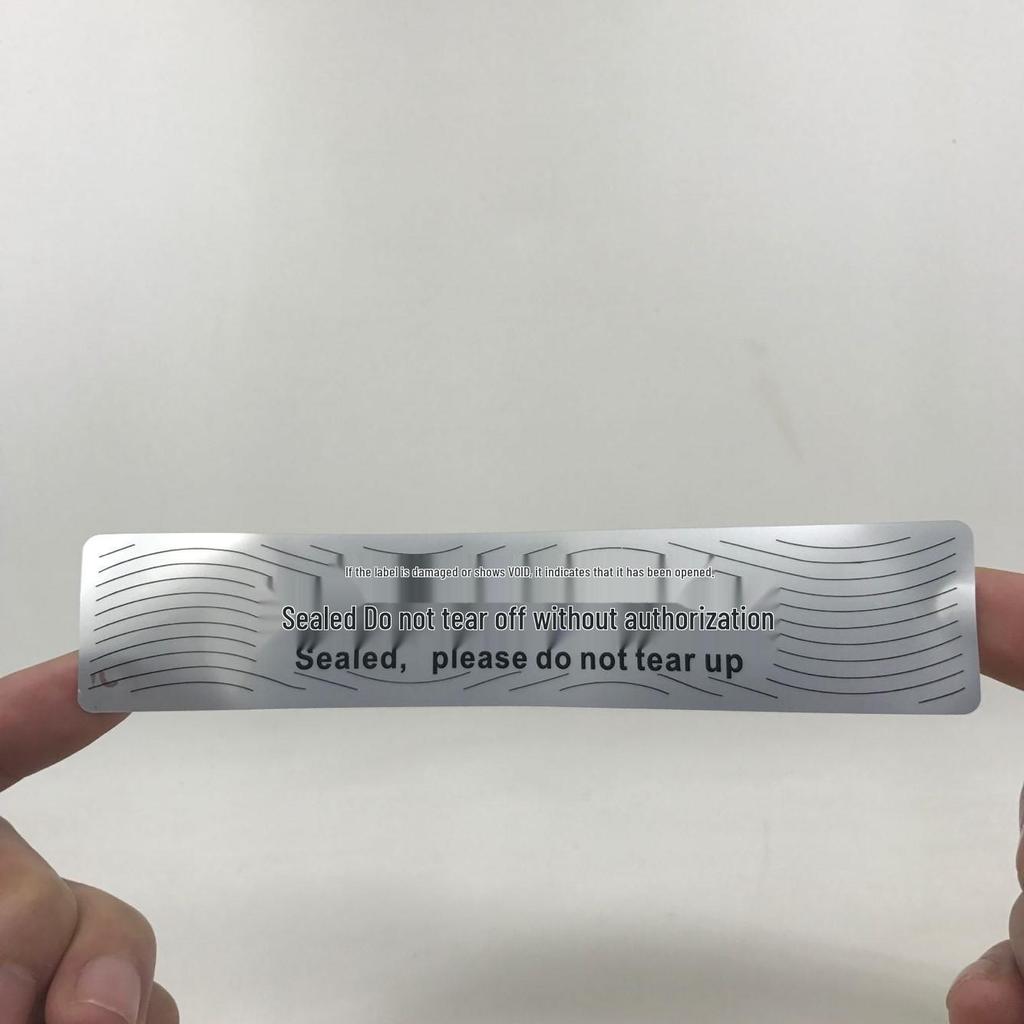 If the label is damaged or shows VOID, it indicates that it has been opened.
Sealed Do not tear off without authorization
Sealed, please do not tear up